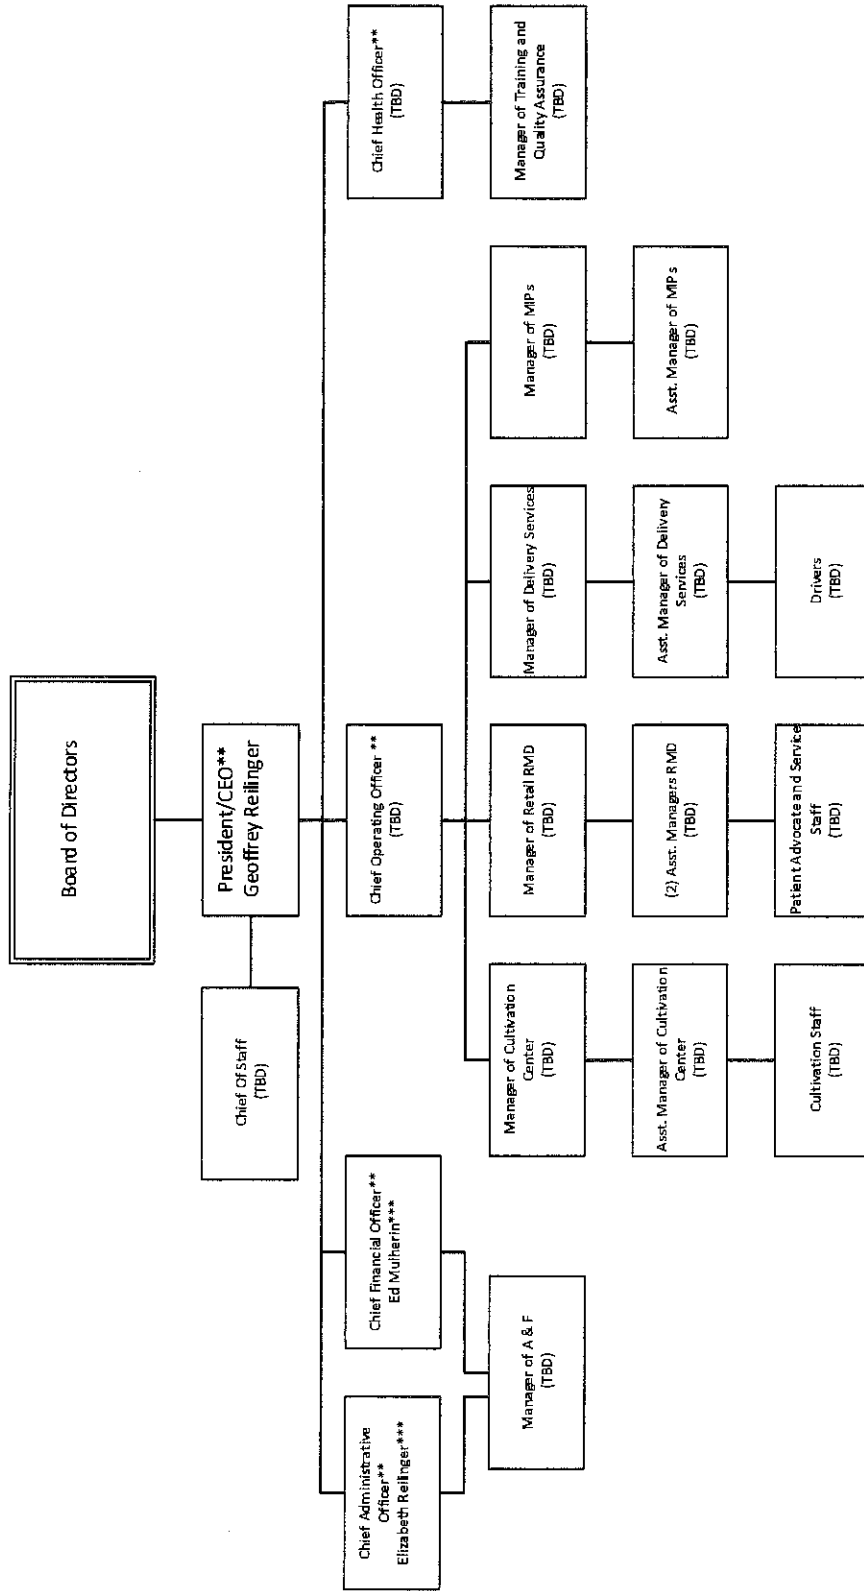 Board of Directors
President/CEO**
Geoffrey Reilinger
Chief Of Staff
(TBD)
Chief Administrative
Officer**
Elizabeth Reilinger***
Chief Financial Officer**
Ed Mulherin***
Chief Operating Officer **
(TBD)
Chief Health Officer**
(TBD)
Manager of A & F
(TBD)
Manager of Cultivation
Center
(TBD)
Manager of Retail RMD
(TBD)
Manager of Delivery Services
(TBD)
Manager of MIPs
(TBD)
Manager of Training and
Quality Assurance
(TBD)
Asst. Manager of Cultivation
Center
(TBD)
(2) Asst. Managers RMD
(TBD)
Asst. Manager of Delivery
Services
(TBD)
Asst. Manager of MIPs
(TBD)
Cultivation Staff
(TBD)
Patient Advocate and Service
Staff
(TBD)
Drivers
(TBD)